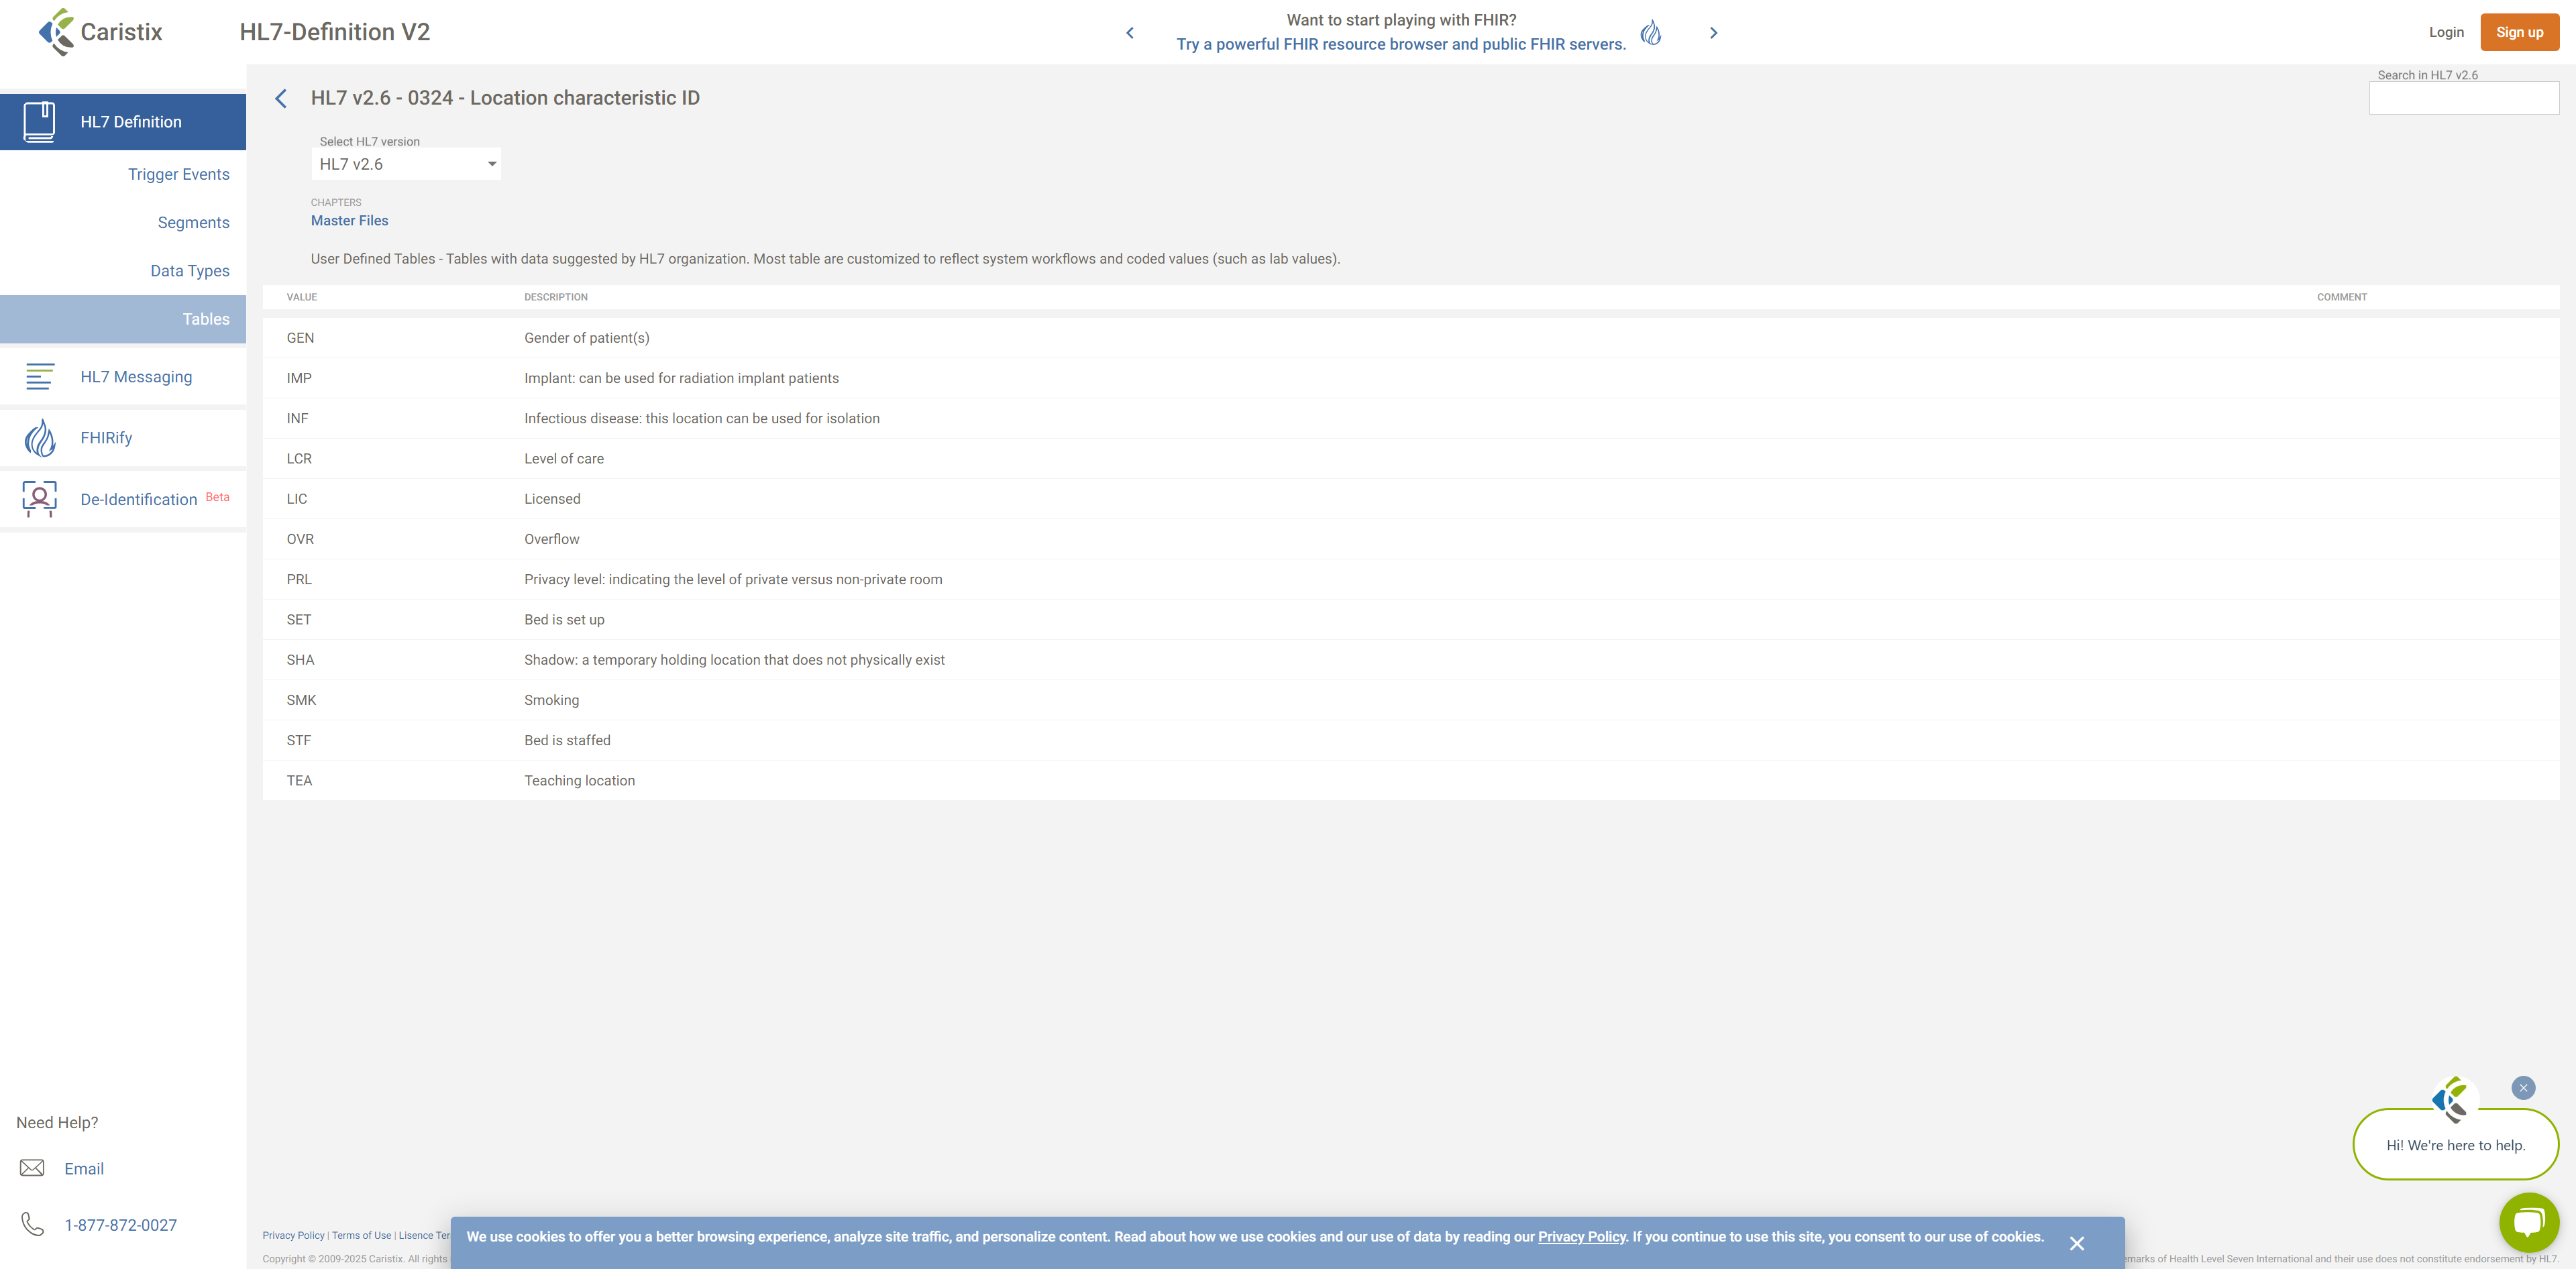 Caristix
HL7-Definition V2
Want to start playing with FHIR?
Try a powerful FHIR resource browser and public FHIR servers.
Login
Sign up
HL7 Definition
Trigger Events
Segments
Data Types
Tables
HL7 Messaging
FHIRify
De-Identification Beta
Need Help?
Email
1-877-872-0027
HL7 v2.6 - 0324 - Location characteristic ID
Search in HL7 v2.6
Select HL7 version
HL7 v2.6
CHAPTERS
Master Files
User Defined Tables - Tables with data suggested by HL7 organization. Most table are customized to reflect system workflows and coded values (such as lab values).
VALUE DESCRIPTION COMMENT
GEN Gender of patient(s)
IMP Implant: can be used for radiation implant patients
INF Infectious disease: this location can be used for isolation
LCR Level of care
LIC Licensed
OVR Overflow
PRL Privacy level: indicating the level of private versus non-private room
SET Bed is set up
SHA Shadow: a temporary holding location that does not physically exist
SMK Smoking
STF Bed is staffed
TEA Teaching location
Hi! We're here to help.
Privacy Policy | Terms of Use | Lisence Ter
We use cookies to offer you a better browsing experience, analyze site traffic, and personalize content. Read about how we use cookies and our use of data by reading our Privacy Policy. If you continue to use this site, you consent to our use of cookies.
Copyright © 2009-2025 Caristix. All rights
emarks of Health Level Seven International and their use does not constitute endorsement by HL7.